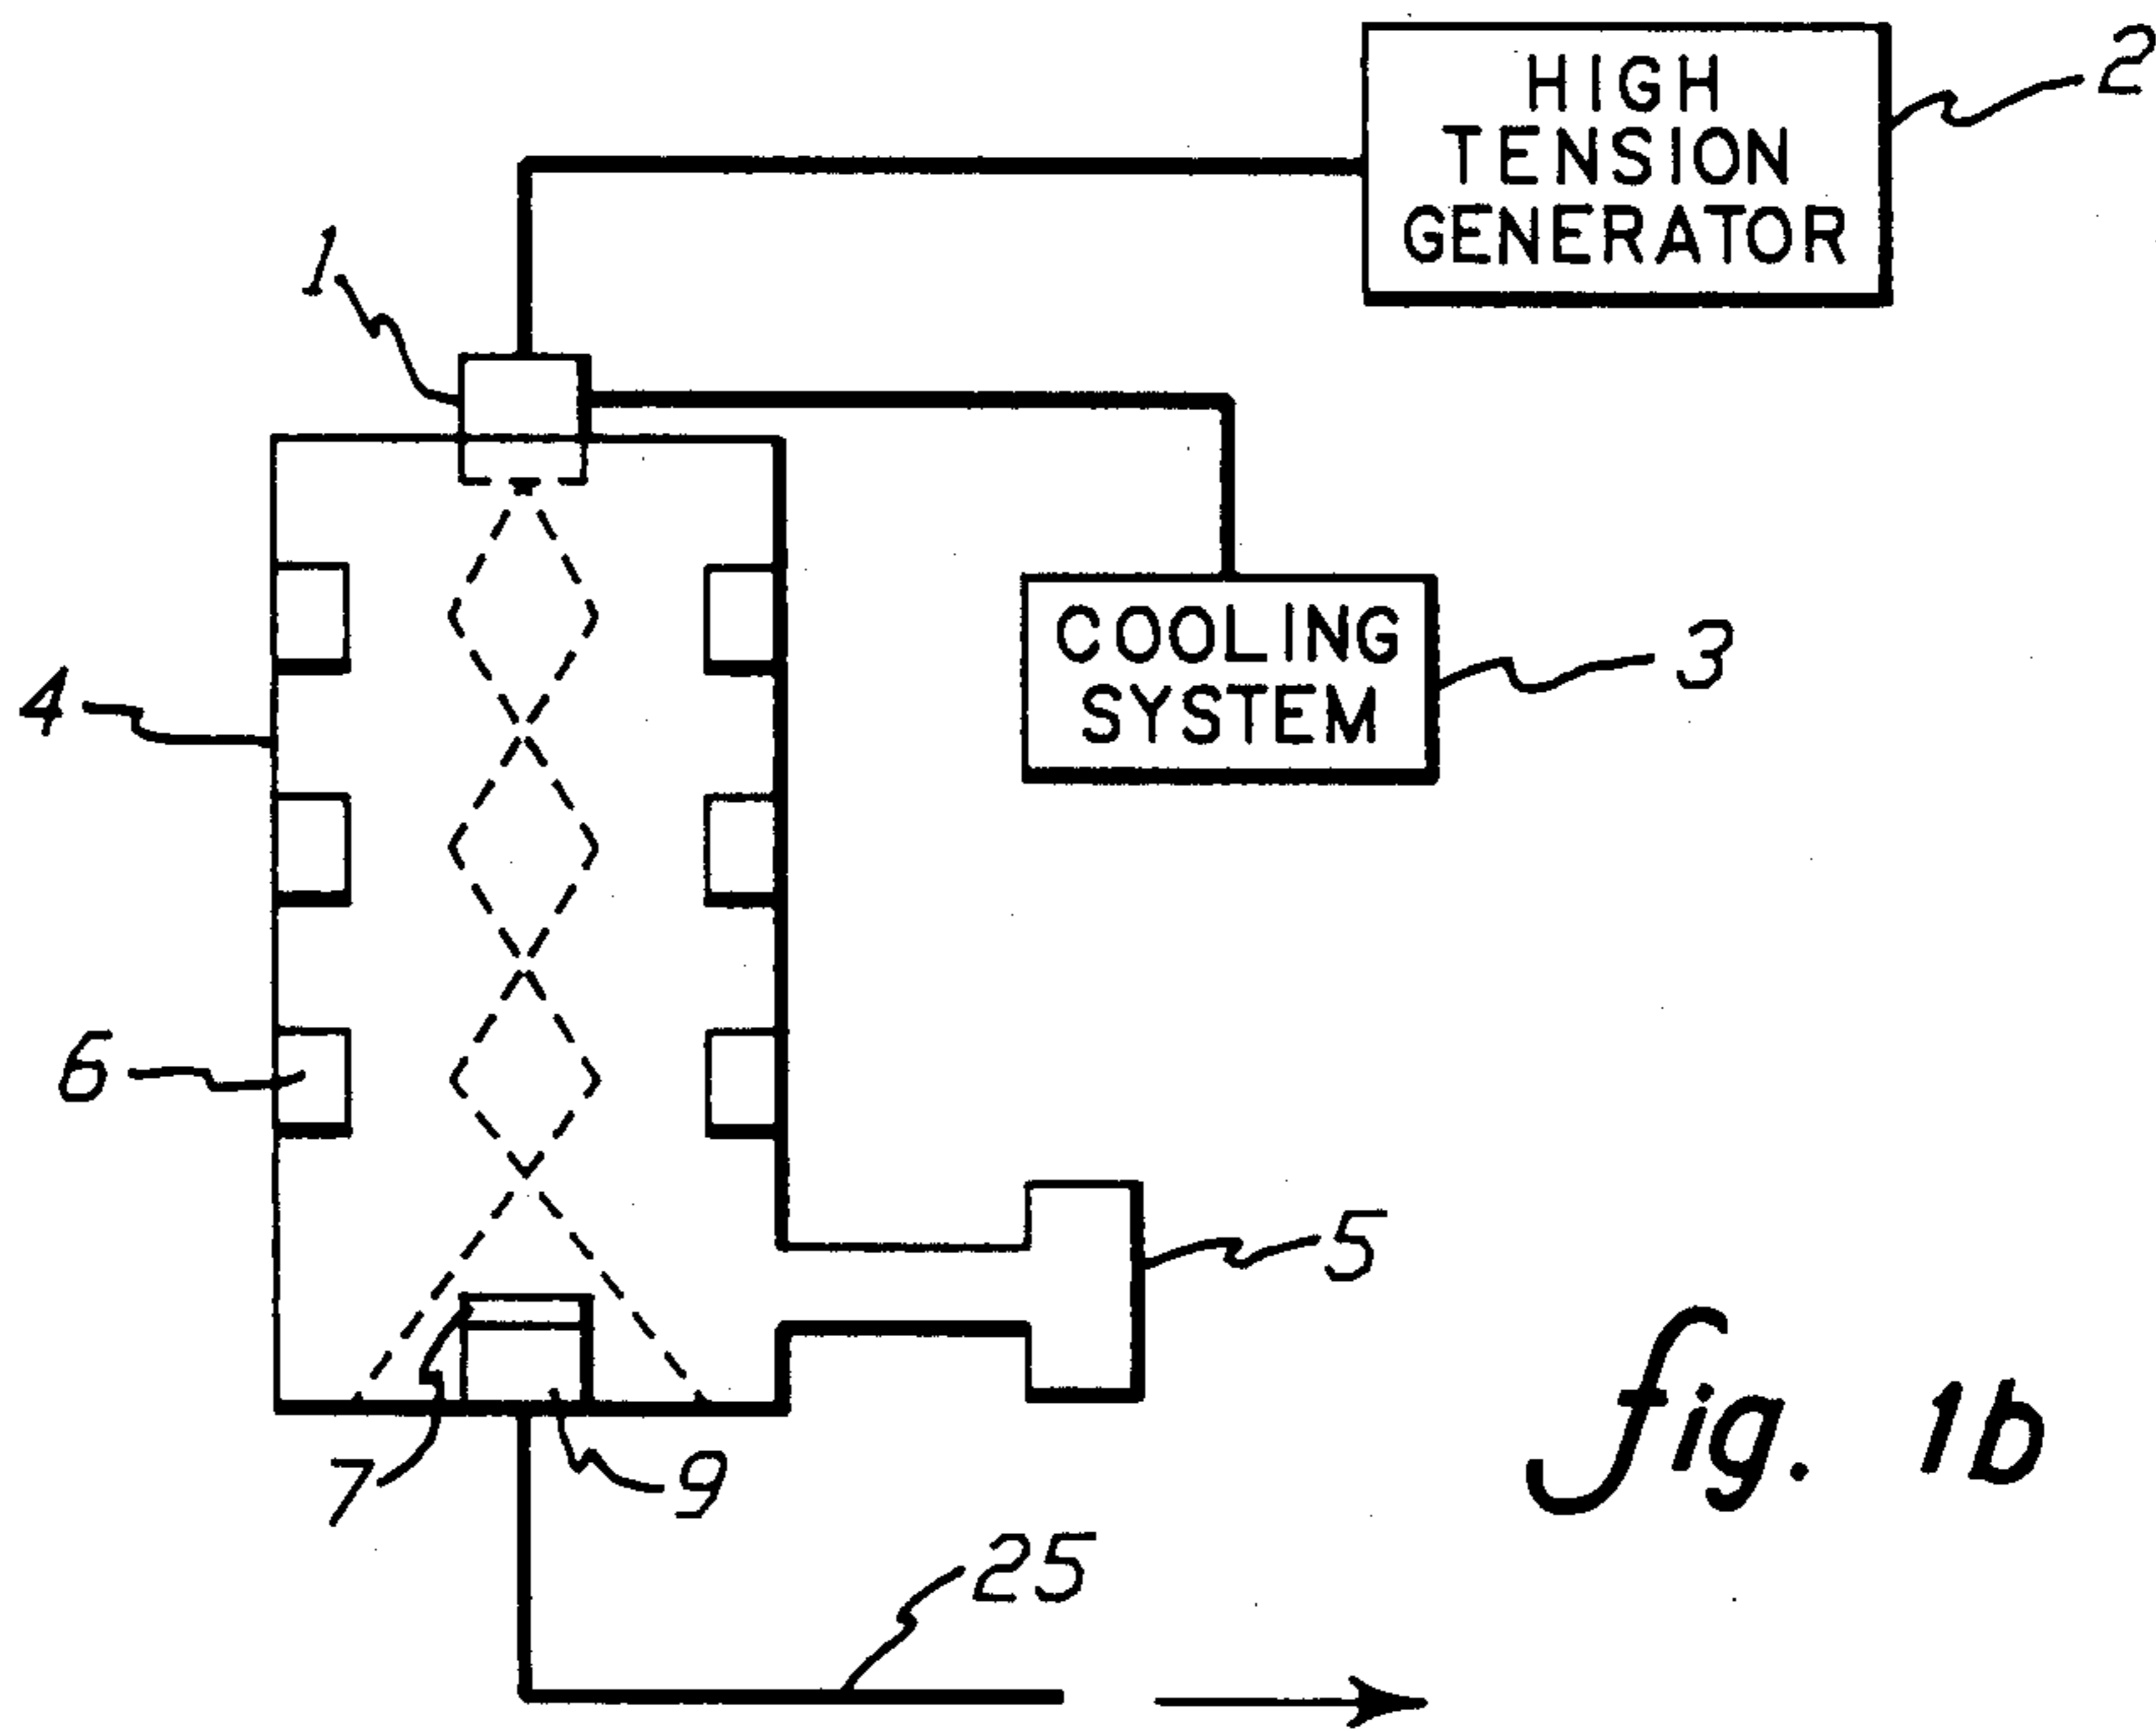 HIGH
TENSION
GENERATOR
2
1
COOLING
SYSTEM
3
4
6
5
7
9
25
fig. 1b